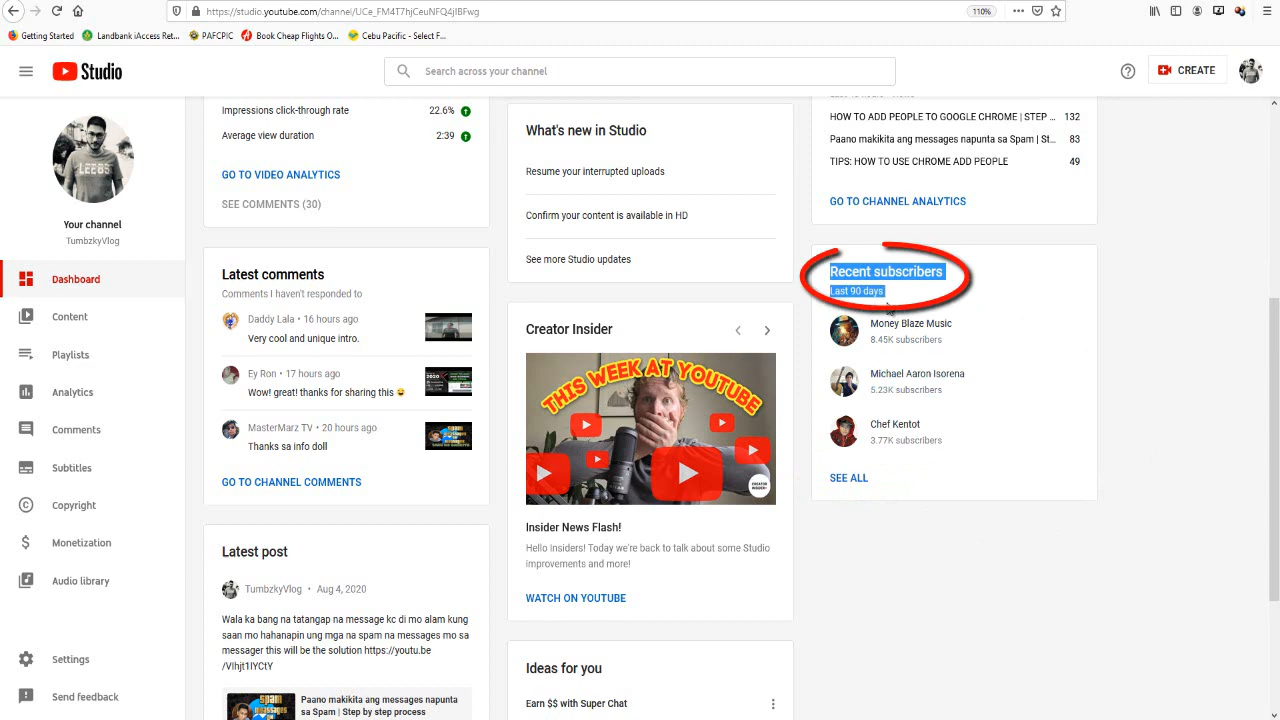 https://studio.youtube.com/channel/UCe_FM4T7hjCeuNFQ4jIBFwg
110%
Getting Started
Landbank iAccess Ret...
PAFCPIC
Book Cheap Flights O...
Cebu Pacific - Select F...
Studio
Search across your channel
CREATE
Your channel
TumbzkyVlog
Dashboard
Content
Playlists
Analytics
Comments
Subtitles
Copyright
Monetization
Audio library
Settings
Send feedback
Impressions click-through rate 22.6%
Average view duration 2:39
GO TO VIDEO ANALYTICS
SEE COMMENTS (30)
Latest comments
Comments I haven't responded to
Daddy Lala • 16 hours ago
Very cool and unique intro.
Ey Ron • 17 hours ago
Wow! great! thanks for sharing this 😄
MasterMarz TV • 20 hours ago
Thanks sa info doll
GO TO CHANNEL COMMENTS
Latest post
TumbzkyVlog • Aug 4, 2020
Wala ka bang na tatangap na message kc di mo alam kung
saan mo hahanapin ung mga na spam na messages mo sa
messager this will be the solution https://youtu.be
/VIhjt1IYCtY
Paano makikita ang messages napunta
sa Spam | Step by step process
What's new in Studio
Resume your interrupted uploads
Confirm your content is available in HD
See more Studio updates
Creator Insider
THIS WEEK AT YOUTUBE
CREATOR
INSIDER
Insider News Flash!
Hello Insiders! Today we're back to talk about some Studio
improvements and more!
WATCH ON YOUTUBE
Ideas for you
Earn $$ with Super Chat
HOW TO ADD PEOPLE TO GOOGLE CHROME | STEP ... 132
Paano makikita ang messages napunta sa Spam | St... 83
TIPS: HOW TO USE CHROME ADD PEOPLE 49
GO TO CHANNEL ANALYTICS
Recent subscribers
Last 90 days
Money Blaze Music
8.45K subscribers
Michael Aaron Isorena
5.23K subscribers
Chef Kentot
3.77K subscribers
SEE ALL